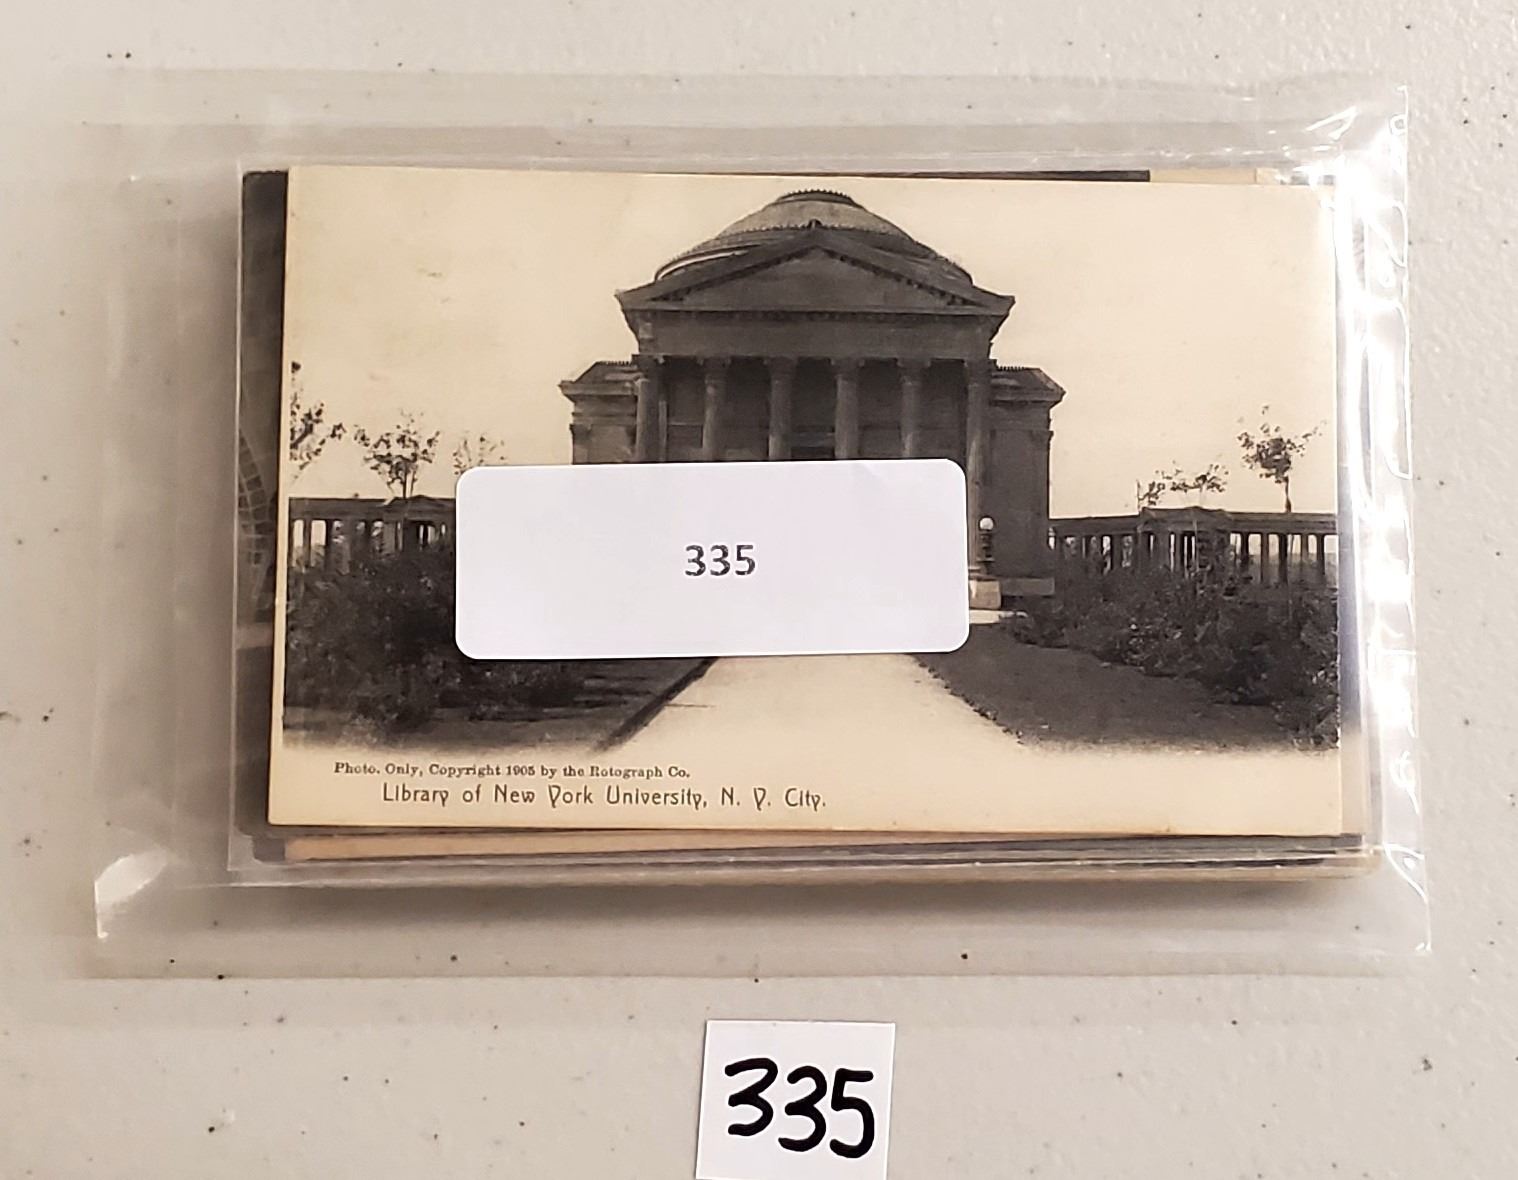 335
Photo. Only, Copyright 1905 by the Rotograph Co.
Library of New York University, N. Y. City.
335